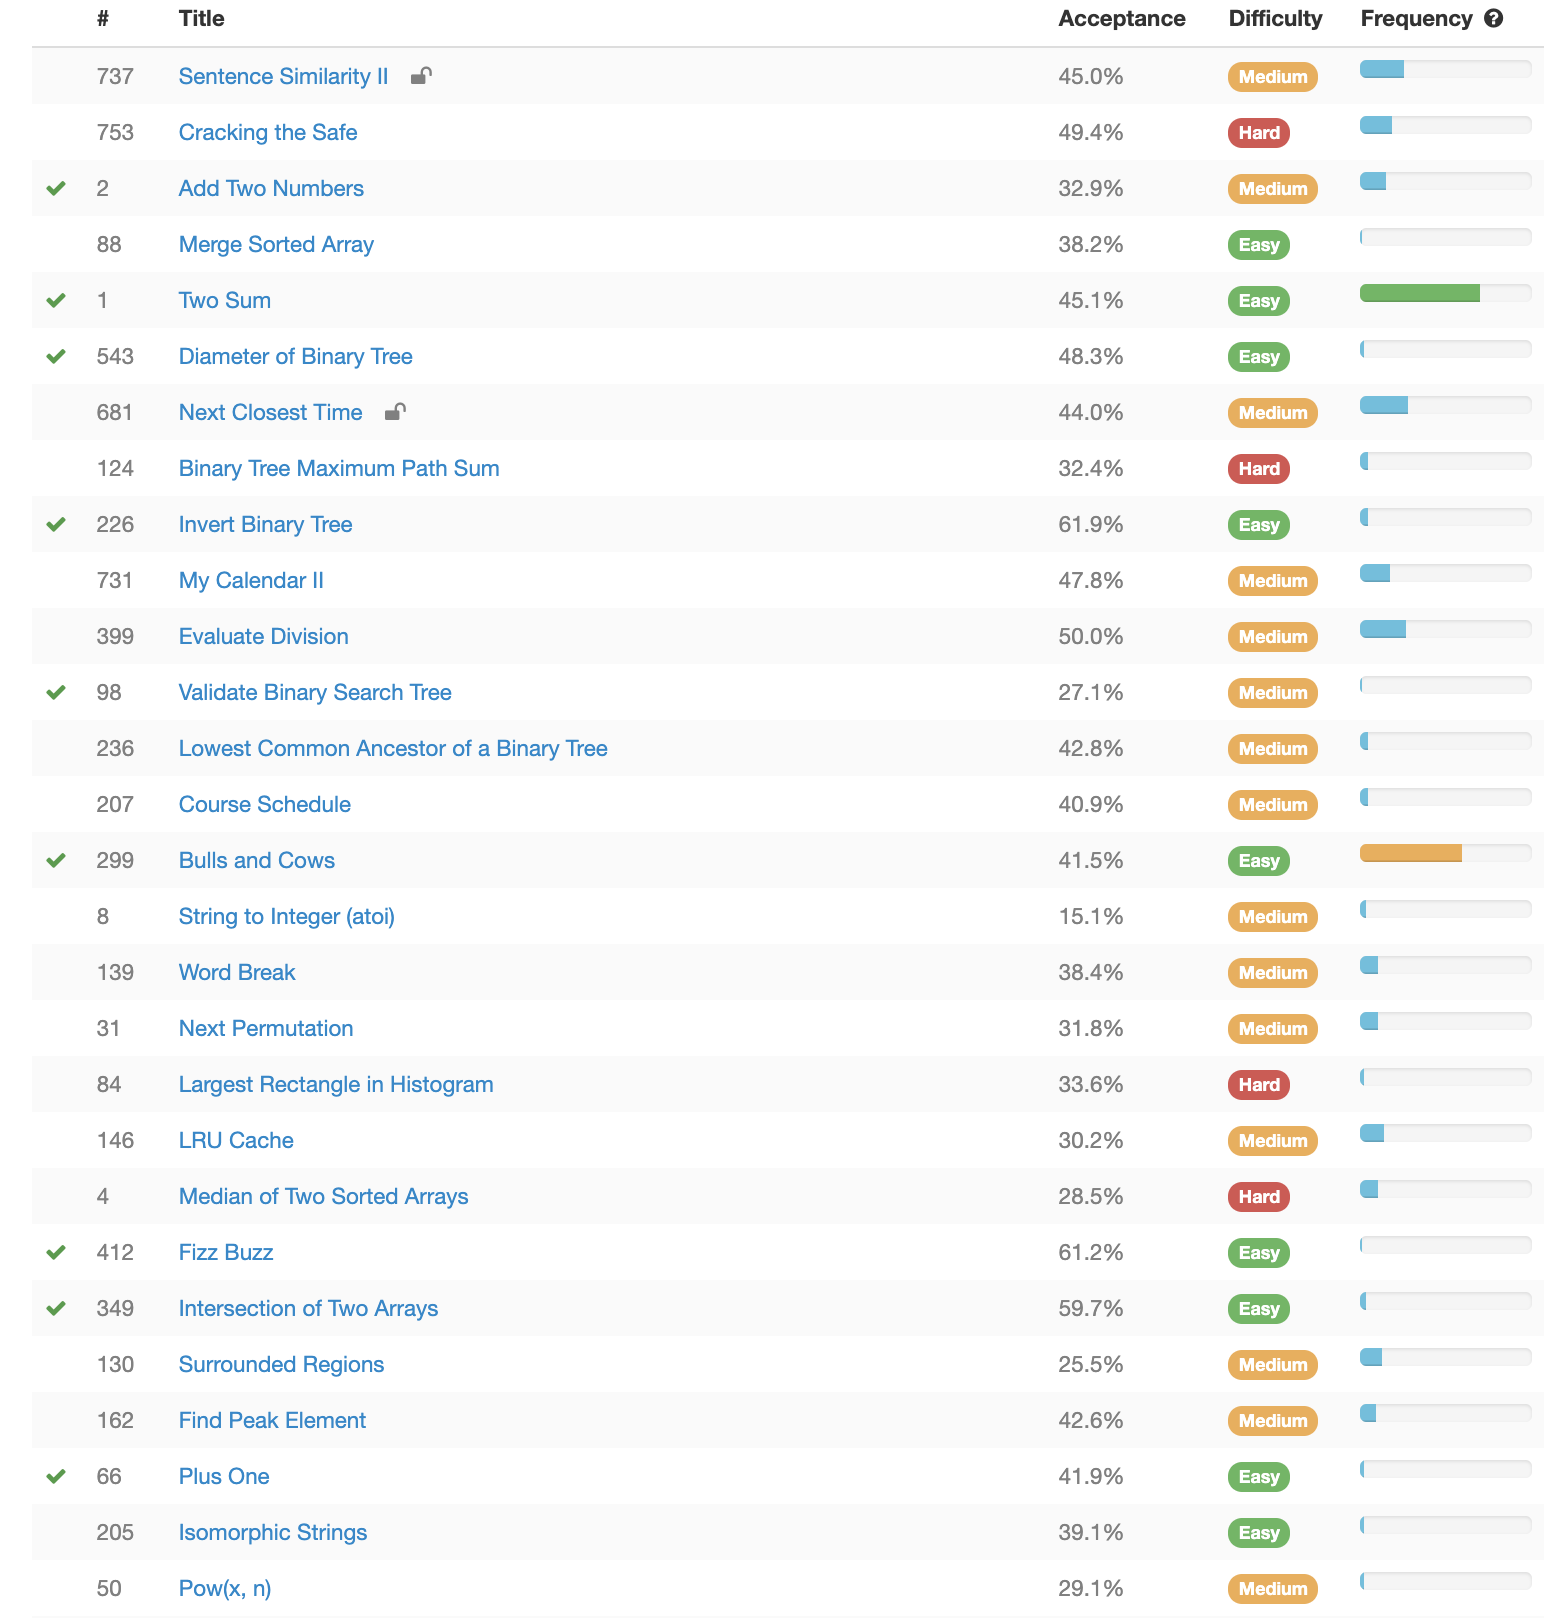 # Title Acceptance Difficulty Frequency
737 Sentence Similarity II 45.0% Medium
753 Cracking the Safe 49.4% Hard
2 Add Two Numbers 32.9% Medium
88 Merge Sorted Array 38.2% Easy
1 Two Sum 45.1% Easy
543 Diameter of Binary Tree 48.3% Easy
681 Next Closest Time 44.0% Medium
124 Binary Tree Maximum Path Sum 32.4% Hard
226 Invert Binary Tree 61.9% Easy
731 My Calendar II 47.8% Medium
399 Evaluate Division 50.0% Medium
98 Validate Binary Search Tree 27.1% Medium
236 Lowest Common Ancestor of a Binary Tree 42.8% Medium
207 Course Schedule 40.9% Medium
299 Bulls and Cows 41.5% Easy
8 String to Integer (atoi) 15.1% Medium
139 Word Break 38.4% Medium
31 Next Permutation 31.8% Medium
84 Largest Rectangle in Histogram 33.6% Hard
146 LRU Cache 30.2% Medium
4 Median of Two Sorted Arrays 28.5% Hard
412 Fizz Buzz 61.2% Easy
349 Intersection of Two Arrays 59.7% Easy
130 Surrounded Regions 25.5% Medium
162 Find Peak Element 42.6% Medium
66 Plus One 41.9% Easy
205 Isomorphic Strings 39.1% Easy
50 Pow(x, n) 29.1% Medium